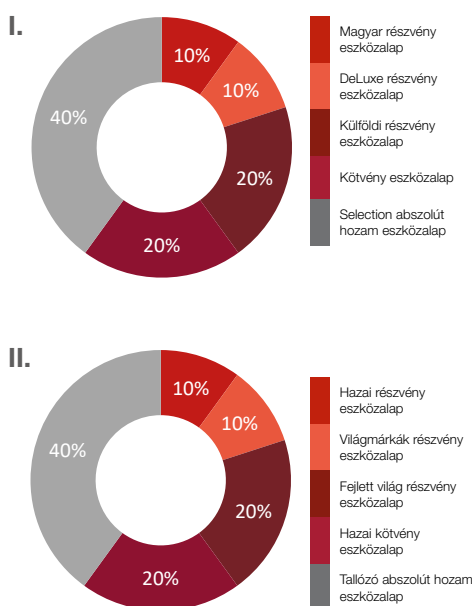 I.
10%
10%
20%
20%
40%
Magyar részvény
eszközalap
DeLuxe részvény
eszközalap
Külföldi részvény
eszközalap
Kötvény eszközalap
Selection abszolút
hozam eszközalap
II.
10%
10%
20%
20%
40%
Hazai részvény
eszközalap
Világmárkák részvény
eszközalap
Fejlett világ részvény
eszközalap
Hazai kötvény
eszközalap
Tallózó abszolút hozam
eszközalap